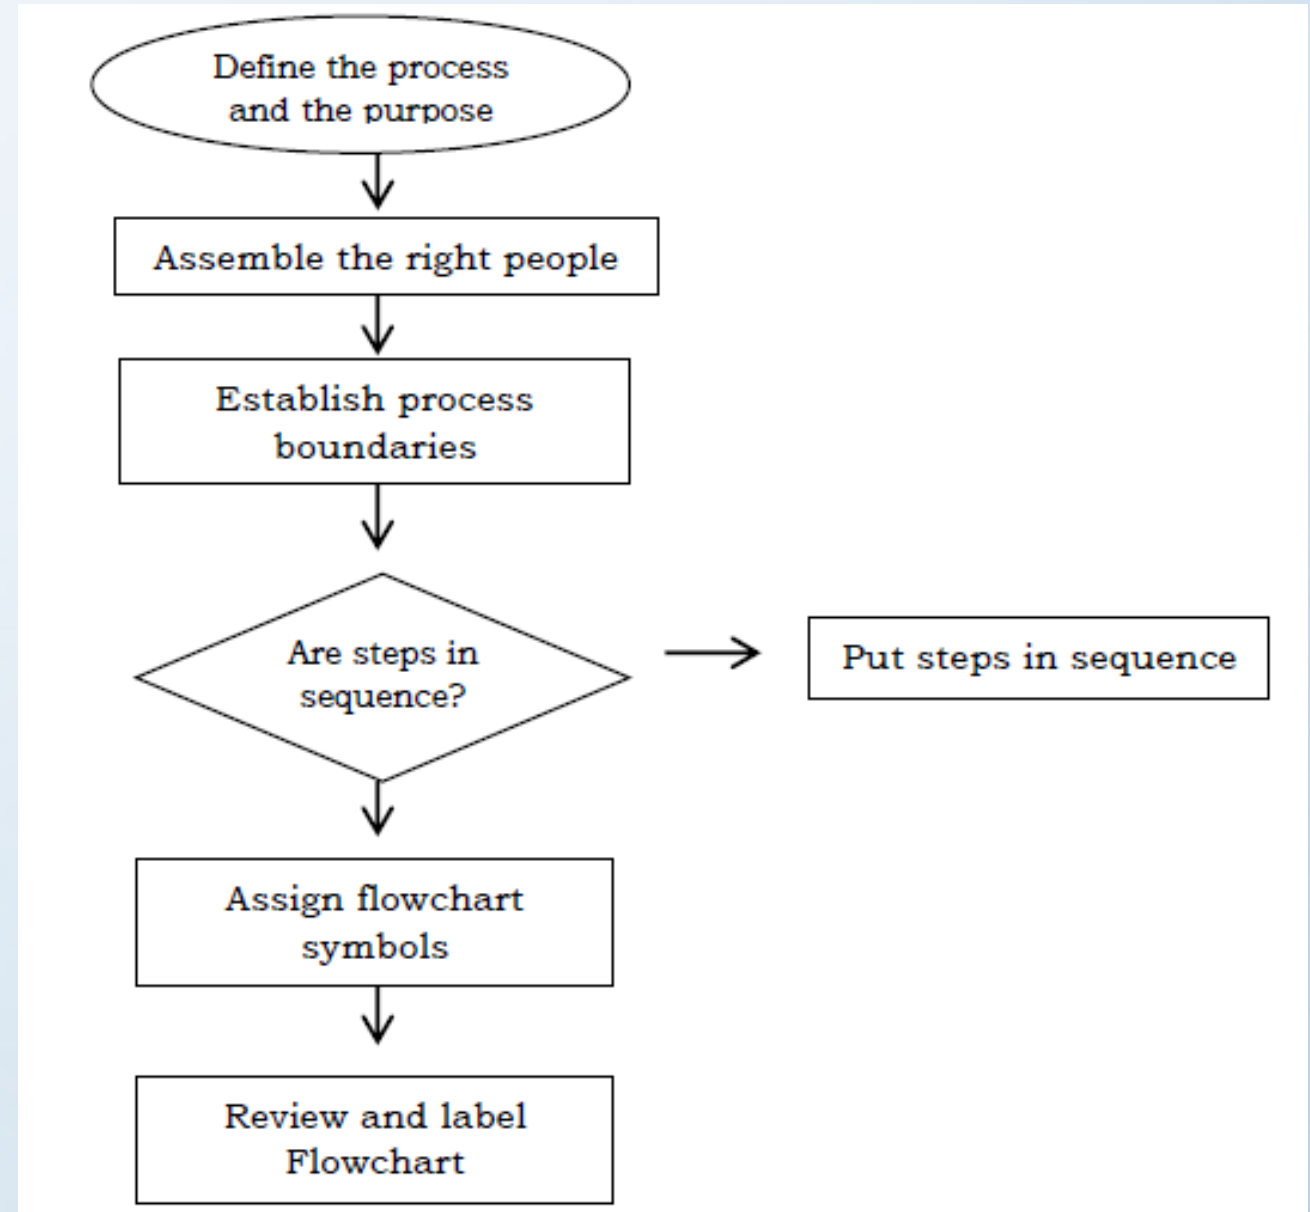 Define the process
and the purpose
Assemble the right people
Establish process
boundaries
Are steps in
sequence?
Put steps in sequence
Assign flowchart
symbols
Review and label
Flowchart